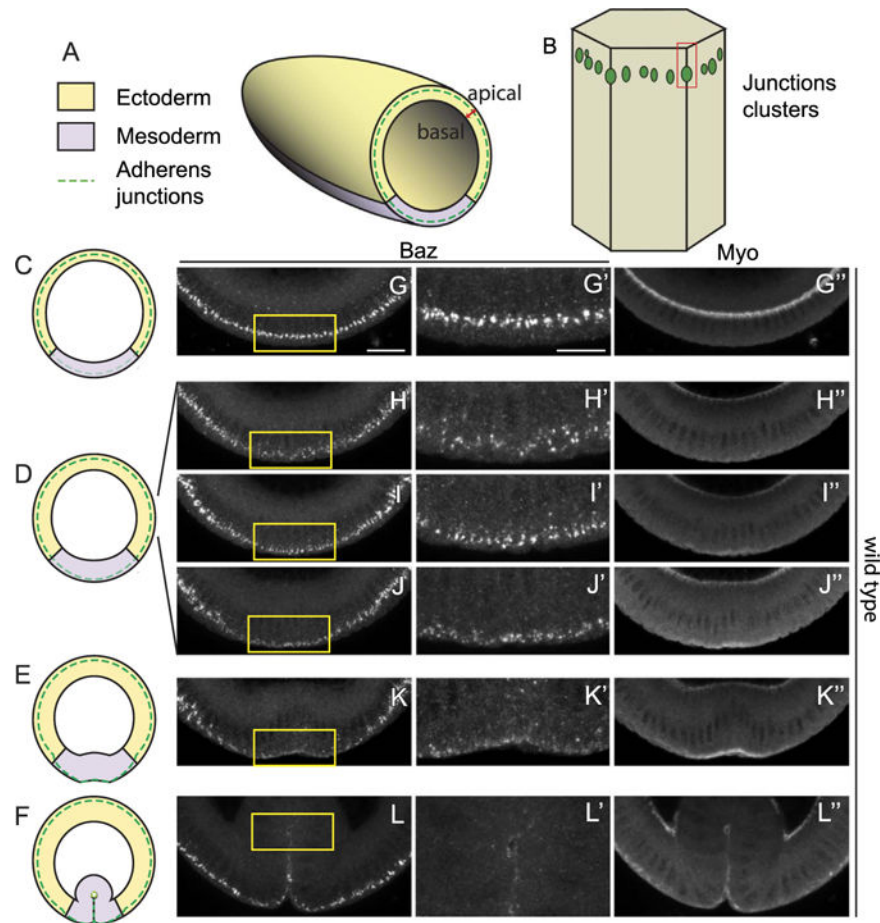 A
Ectoderm
Mesoderm
Adherens
junctions
apical
basal
B
Junctions
clusters
Baz
Myo
C
G
G'
G"
D
H
H'
H"
I
I'
I"
J
J'
J"
E
K
K'
K"
F
L
L'
L"
wild type